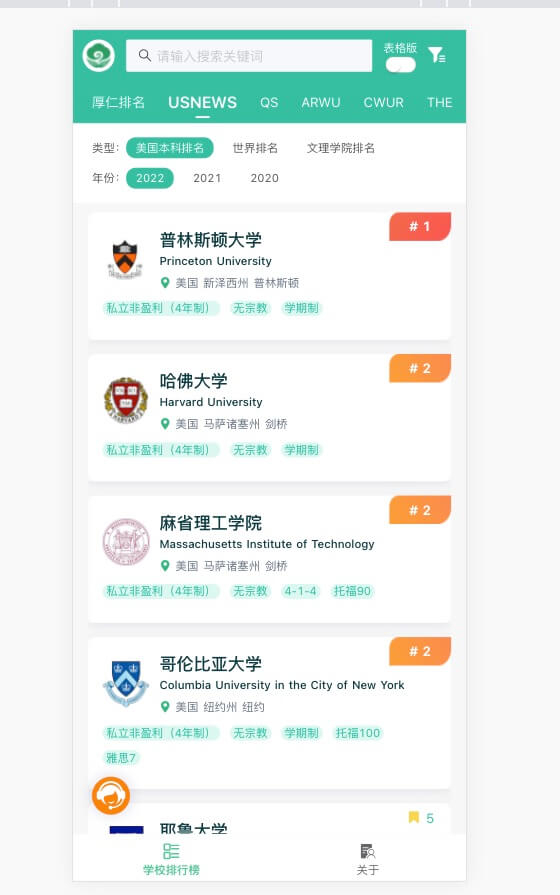 请输入搜索关键词
表格版
厚仁排名 USNEWS QS ARWU CWUR THE
类型: 美国本科排名 世界排名 文理学院排名
年份: 2022 2021 2020
# 1
普林斯顿大学
Princeton University
美国 新泽西州 普林斯顿
私立非盈利（4年制） 无宗教 学期制
# 2
哈佛大学
Harvard University
美国 马萨诸塞州 剑桥
私立非盈利（4年制） 无宗教 学期制
# 2
麻省理工学院
Massachusetts Institute of Technology
美国 马萨诸塞州 剑桥
私立非盈利（4年制） 无宗教 4-1-4 托福90
# 2
哥伦比亚大学
Columbia University in the City of New York
美国 纽约州 纽约
私立非盈利（4年制） 无宗教 学期制 托福100
雅思7
5
耶鲁大学
学校排行榜 关于